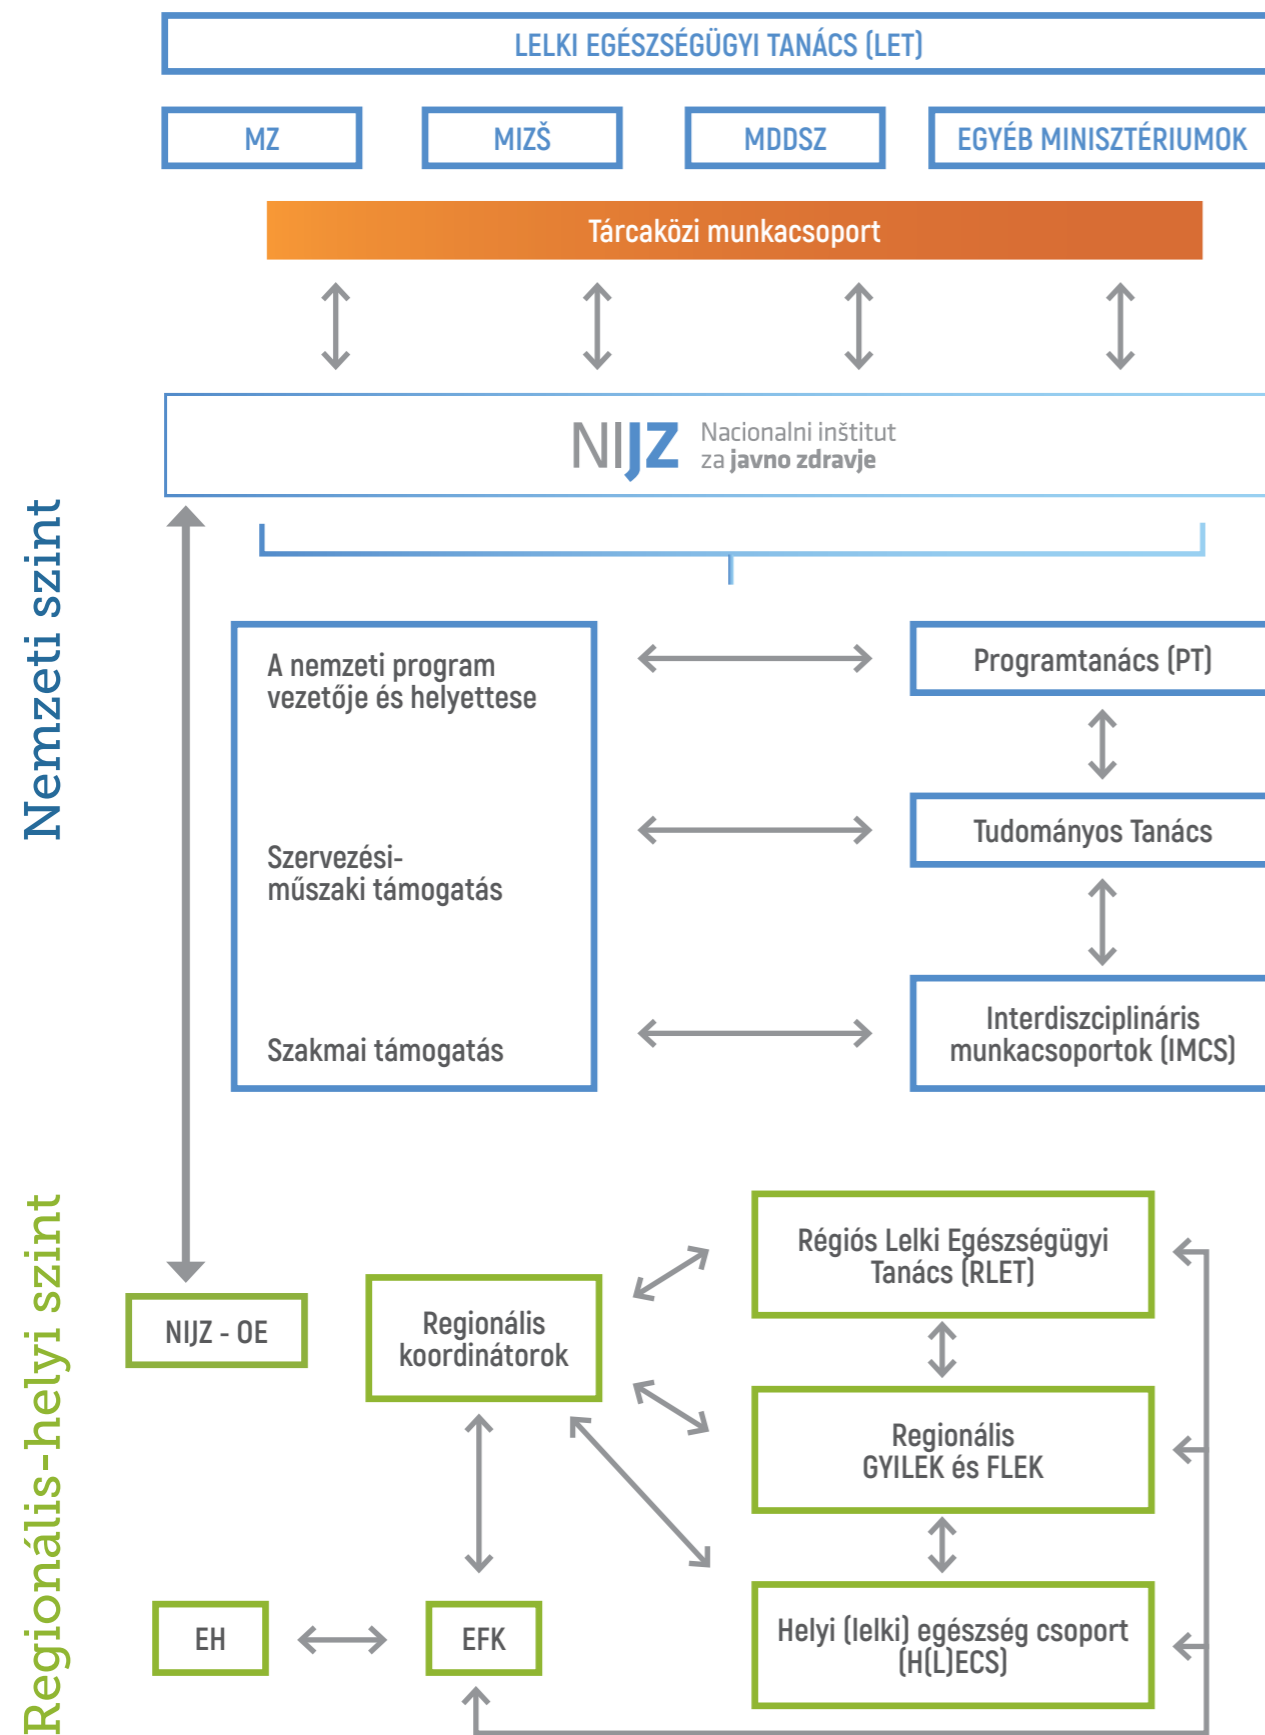 LELKI EGÉSZSÉGÜGYI TANÁCS (LET)
MZ
MIZŠ
MDDSZ
EGYÉB MINISZTÉRIUMOK
Tárcaközi munkacsoport
NIJZ
Nacionalni inštitut
za javno zdravje
Nemzeti szint
A nemzeti program
vezetője és helyettese
Szervezési-
műszaki támogatás
Szakmai támogatás
Programtanács (PT)
Tudományos Tanács
Interdiszciplináris
munkacsoportok (IMCS)
Regionális-helyi szint
NIJZ - OE
Regionális
koordinátorok
Régiós Lelki Egészségügyi
Tanács (RLET)
Regionális
GYILEK és FLEK
EH
EFK
Helyi (lelki) egészség csoport
(H(L)ECS)